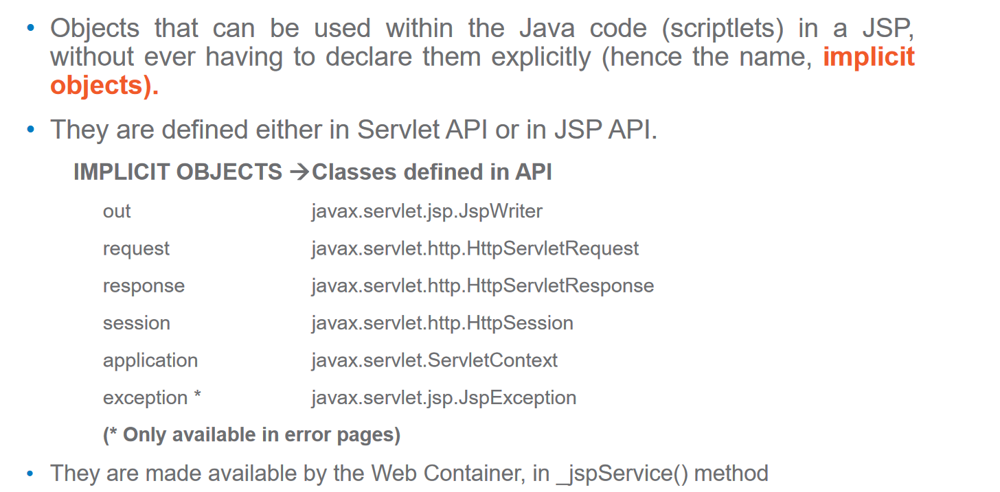 • Objects that can be used within the Java code (scriptlets) in a JSP,
without ever having to declare them explicitly (hence the name, implicit
objects).
• They are defined either in Servlet API or in JSP API.
IMPLICIT OBJECTS →Classes defined in API
out javax.servlet.jsp.JspWriter
request javax.servlet.http.HttpServletRequest
response javax.servlet.http.HttpServletResponse
session javax.servlet.http.HttpSession
application javax.servlet.ServletContext
exception * javax.servlet.jsp.JspException
(* Only available in error pages)
• They are made available by the Web Container, in _jspService() method